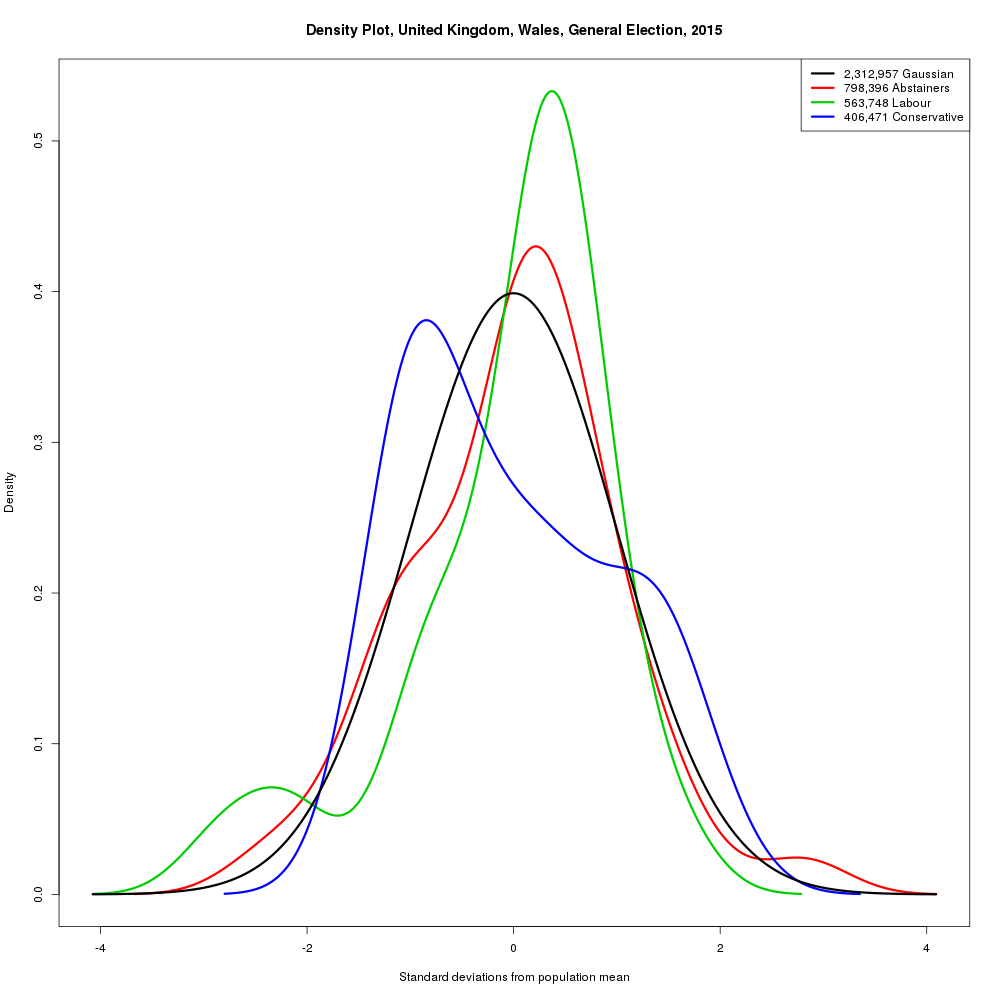 Density Plot, United Kingdom, Wales, General Election, 2015
2,312,957 Gaussian
798,396 Abstainers
563,748 Labour
406,471 Conservative
Density
0.5
0.4
0.3
0.2
0.1
0.0
-4 -2 0 2 4
Standard deviations from population mean